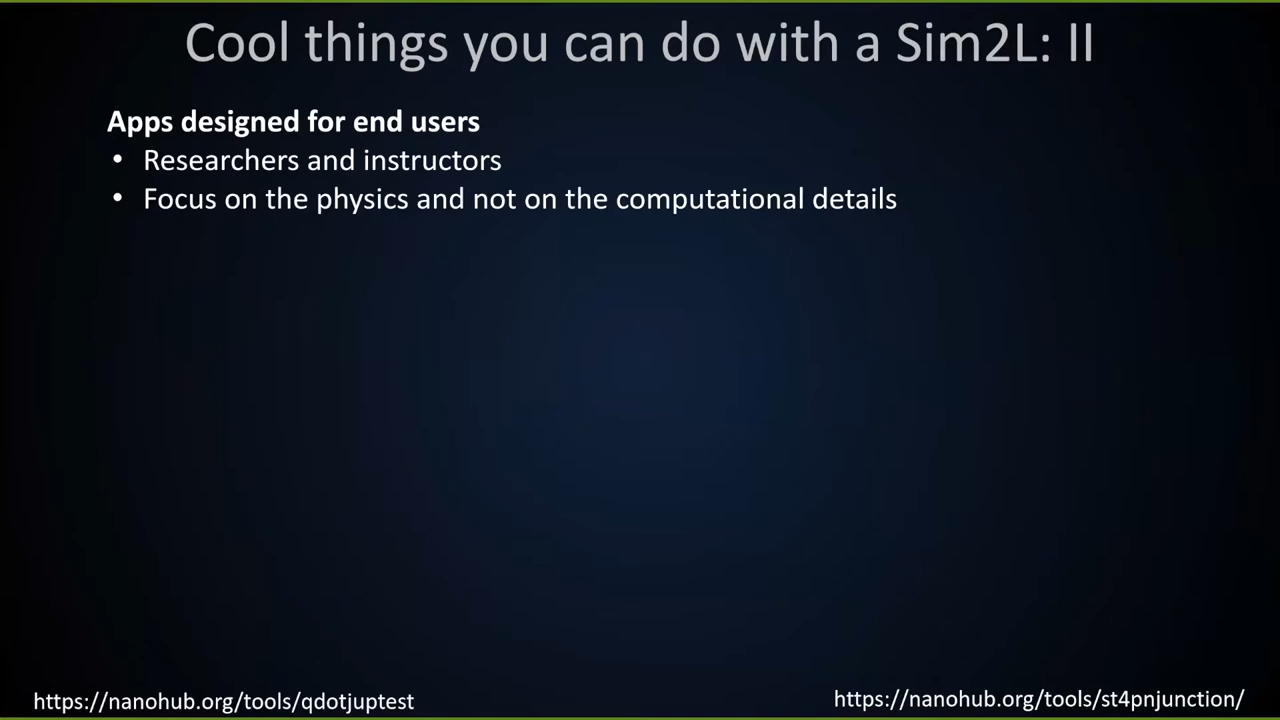 Cool things you can do with a Sim2L: II
Apps designed for end users
• Researchers and instructors
• Focus on the physics and not on the computational details
https://nanohub.org/tools/qdotjuptest
https://nanohub.org/tools/st4pnjunction/